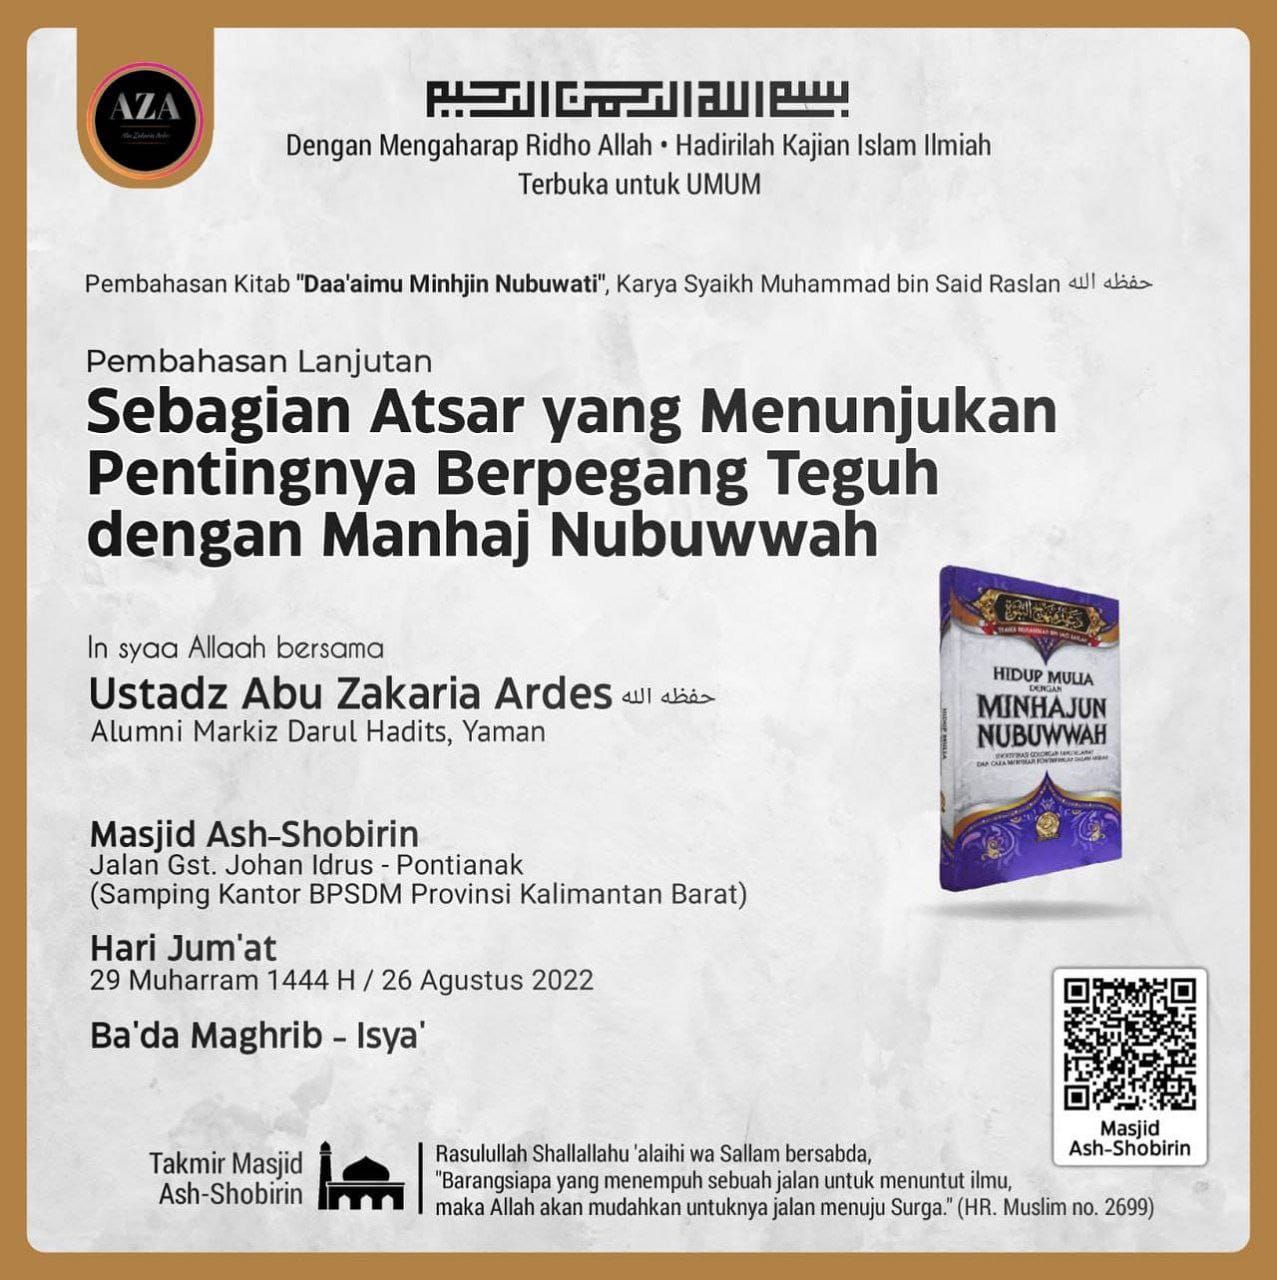 AZA
Abu Zakaria Ardes
بسم الله الرحمن الرحيم
Dengan Mengaharap Ridho Allah • Hadirilah Kajian Islam Ilmiah
Terbuka untuk UMUM
Pembahasan Kitab "Daa'aimu Minhjin Nubuwati", Karya Syaikh Muhammad bin Said Raslan حفظه الله
Pembahasan Lanjutan
Sebagian Atsar yang Menunjukan
Pentingnya Berpegang Teguh
dengan Manhaj Nubuwwah
In syaa Allaah bersama
Ustadz Abu Zakaria Ardes حفظه الله
Alumni Markiz Darul Hadits, Yaman
HIDUP MULIA
DENGAN
MINHAJUN
NUBUWWAH
Masjid Ash-Shobirin
Jalan Gst. Johan Idrus - Pontianak
(Samping Kantor BPSDM Provinsi Kalimantan Barat)
Hari Jum'at
29 Muharram 1444 H / 26 Agustus 2022
Ba'da Maghrib - Isya'
Masjid
Ash-Shobirin
Takmir Masjid
Ash-Shobirin
Rasulullah Shallallahu 'alaihi wa Sallam bersabda,
"Barangsiapa yang menempuh sebuah jalan untuk menuntut ilmu,
maka Allah akan mudahkan untuknya jalan menuju Surga." (HR. Muslim no. 2699)